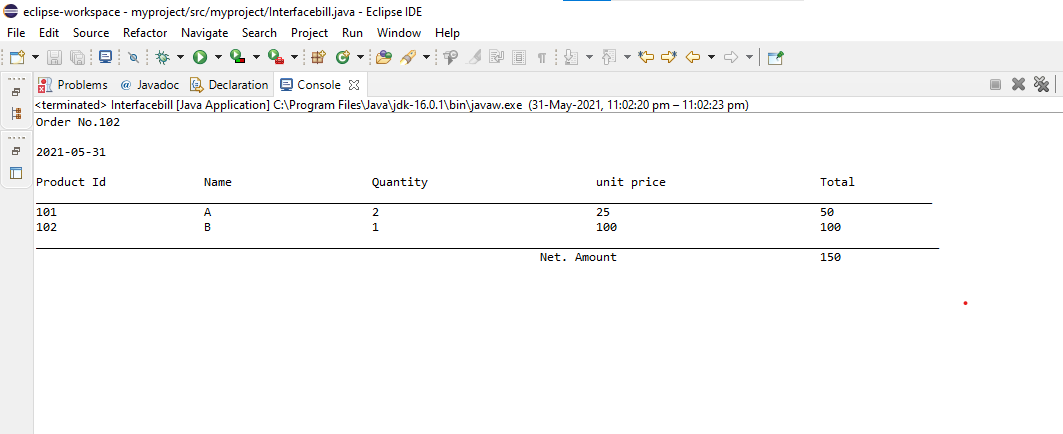 eclipse-workspace - myproject/src/myproject/Interfacebill.java - Eclipse IDE
File Edit Source Refactor Navigate Search Project Run Window Help
Problems @ Javadoc Declaration Console
<terminated> Interfacebill [Java Application] C:\Program Files\Java\jdk-16.0.1\bin\javaw.exe (31-May-2021, 11:02:20 pm – 11:02:23 pm)
Order No.102
2021-05-31
Product Id Name Quantity unit price Total
101 A 2 25 50
102 B 1 100 100
Net. Amount 150